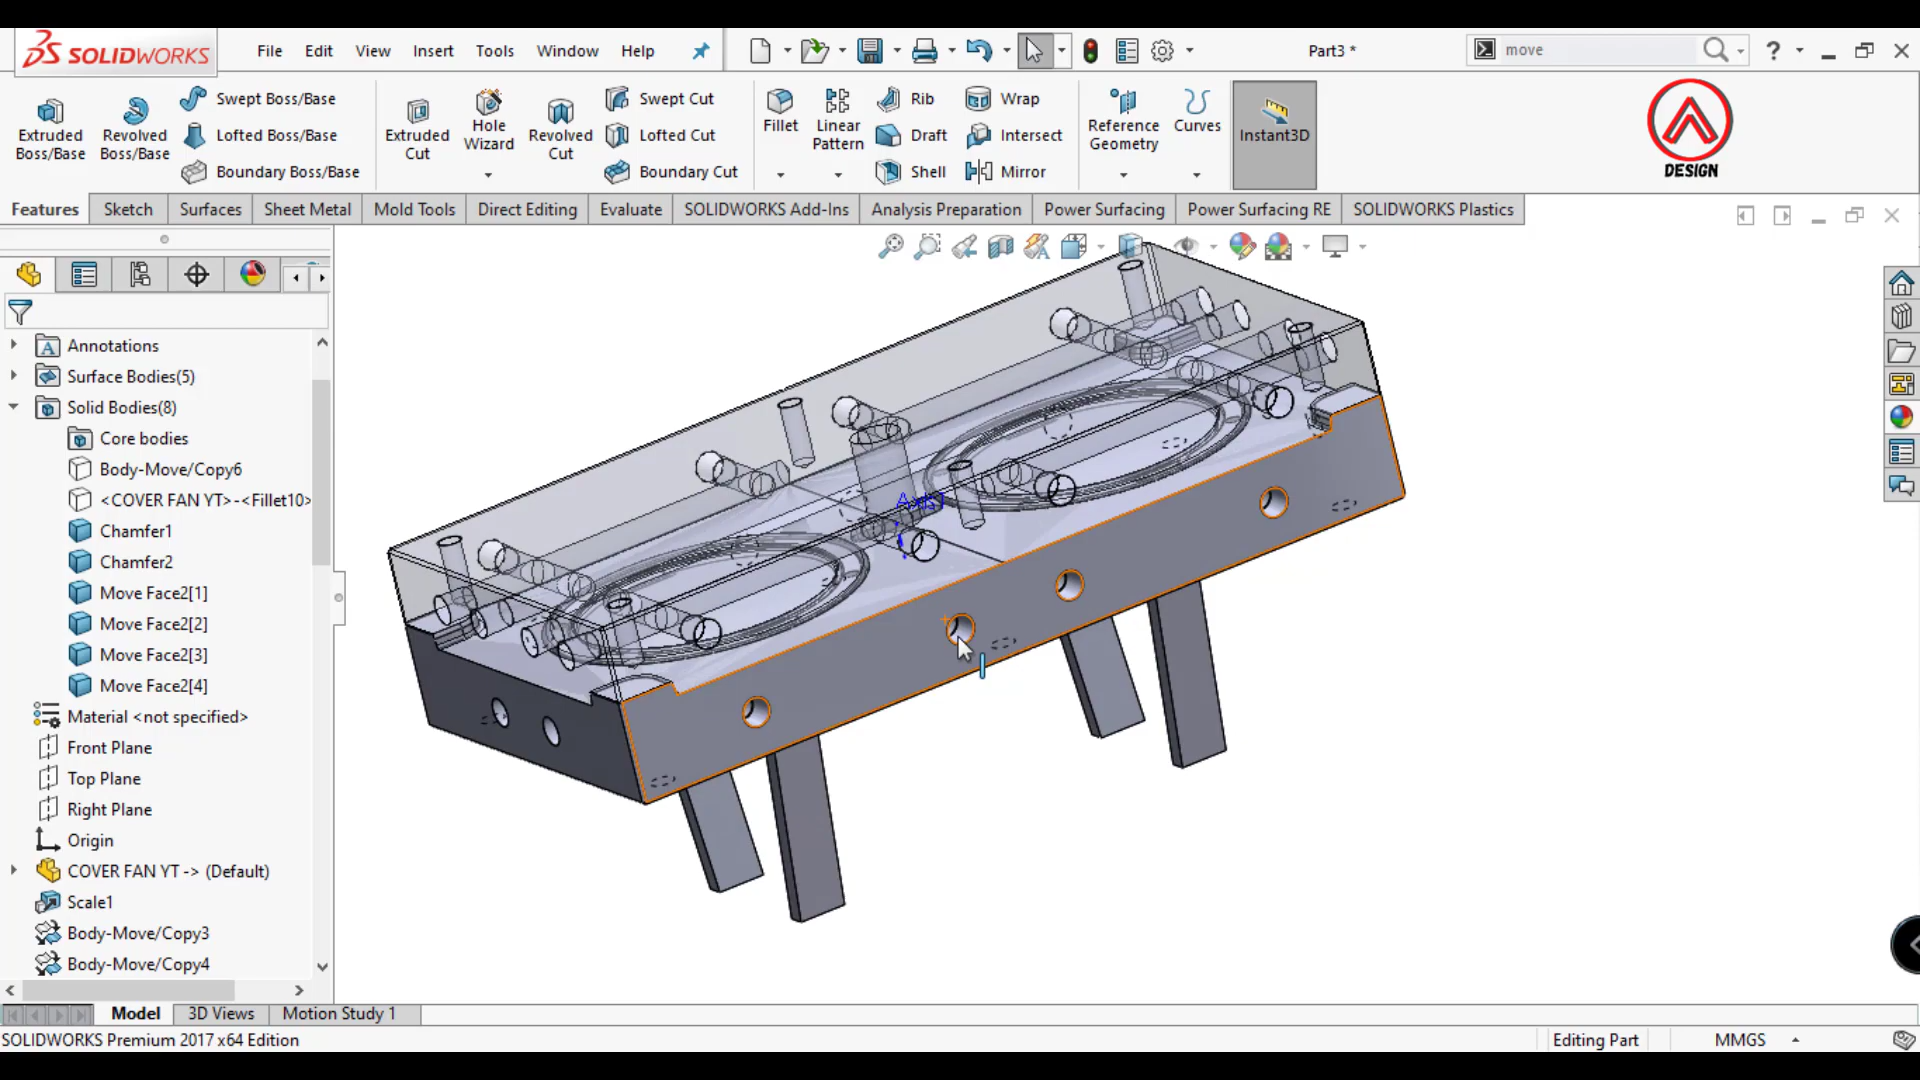 SOLIDWORKS
File Edit View Insert Tools Window Help
Part3 *
move
?
Extruded Boss/Base
Revolved Boss/Base
Swept Boss/Base
Lofted Boss/Base
Boundary Boss/Base
Extruded Cut
Hole Wizard
Revolved Cut
Swept Cut
Lofted Cut
Boundary Cut
Fillet
Linear Pattern
Rib
Draft
Shell
Wrap
Intersect
Mirror
Reference Geometry
Curves
Instant3D
DESIGN
Features Sketch Surfaces Sheet Metal Mold Tools Direct Editing Evaluate SOLIDWORKS Add-Ins Analysis Preparation Power Surfacing Power Surfacing RE SOLIDWORKS Plastics
Annotations
Surface Bodies(5)
Solid Bodies(8)
Core bodies
Body-Move/Copy6
<COVER FAN YT>-<Fillet10>
Chamfer1
Chamfer2
Move Face2[1]
Move Face2[2]
Move Face2[3]
Move Face2[4]
Material <not specified>
Front Plane
Top Plane
Right Plane
Origin
COVER FAN YT -> (Default)
Scale1
Body-Move/Copy3
Body-Move/Copy4
Axis1
Model 3D Views Motion Study 1
SOLIDWORKS Premium 2017 x64 Edition
Editing Part
MMGS